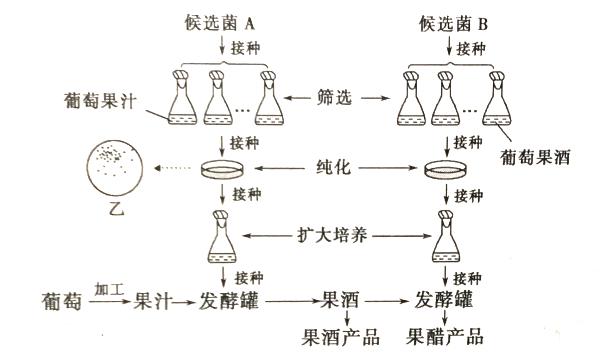 候选菌 A
候选菌 B
接种
接种
葡萄果汁
筛选
葡萄果酒
接种
接种
乙
纯化
接种
接种
扩大培养
接种
接种
葡萄 加工 果汁 发酵罐 果酒 发酵罐
果酒产品 果醋产品